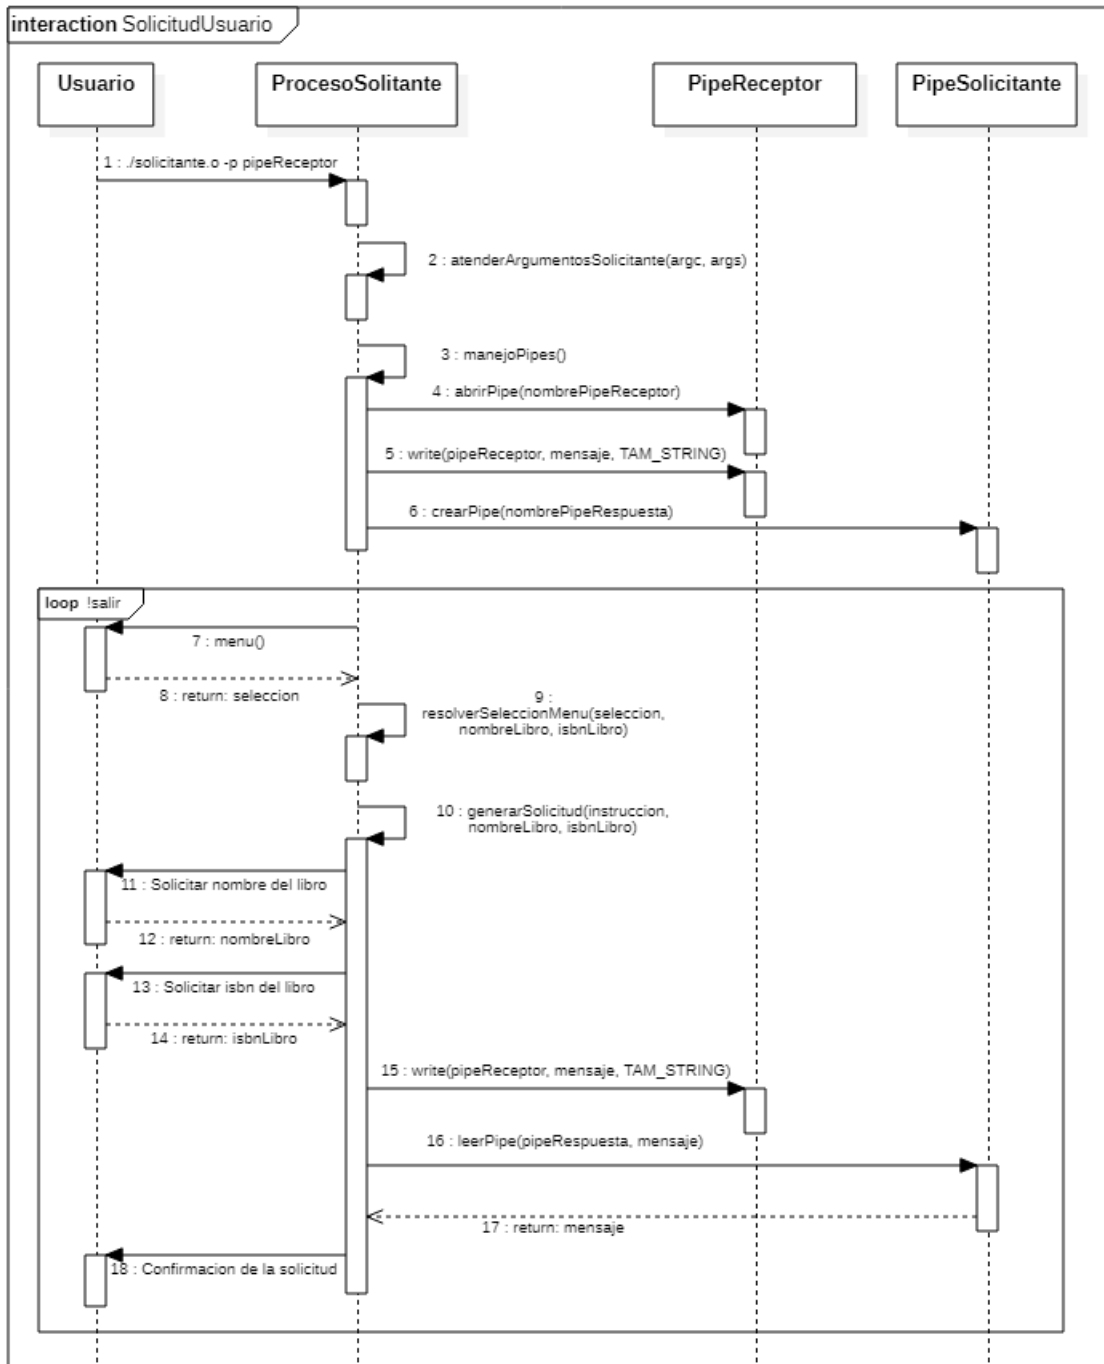 interaction SolicitudUsuario
Usuario
ProcesoSolitante
PipeReceptor
PipeSolicitante
1 : ./solicitante.o -p pipeReceptor
2 : atenderArgumentosSolicitante(argc, args)
3 : manejoPipes()
4 : abrirPipe(nombrePipeReceptor)
5 : write(pipeReceptor, mensaje, TAM_STRING)
6 : crearPipe(nombrePipeRespuesta)
loop !salir
7 : menu()
8 : return: seleccion
9 :
resolverSeleccionMenu(seleccion,
nombreLibro, isbnLibro)
10 : generarSolicitud(instruccion,
nombreLibro, isbnLibro)
11 : Solicitar nombre del libro
12 : return: nombreLibro
13 : Solicitar isbn del libro
14 : return: isbnLibro
15 : write(pipeReceptor, mensaje, TAM_STRING)
16 : leerPipe(pipeRespuesta, mensaje)
17 : return: mensaje
18 : Confirmacion de la solicitud